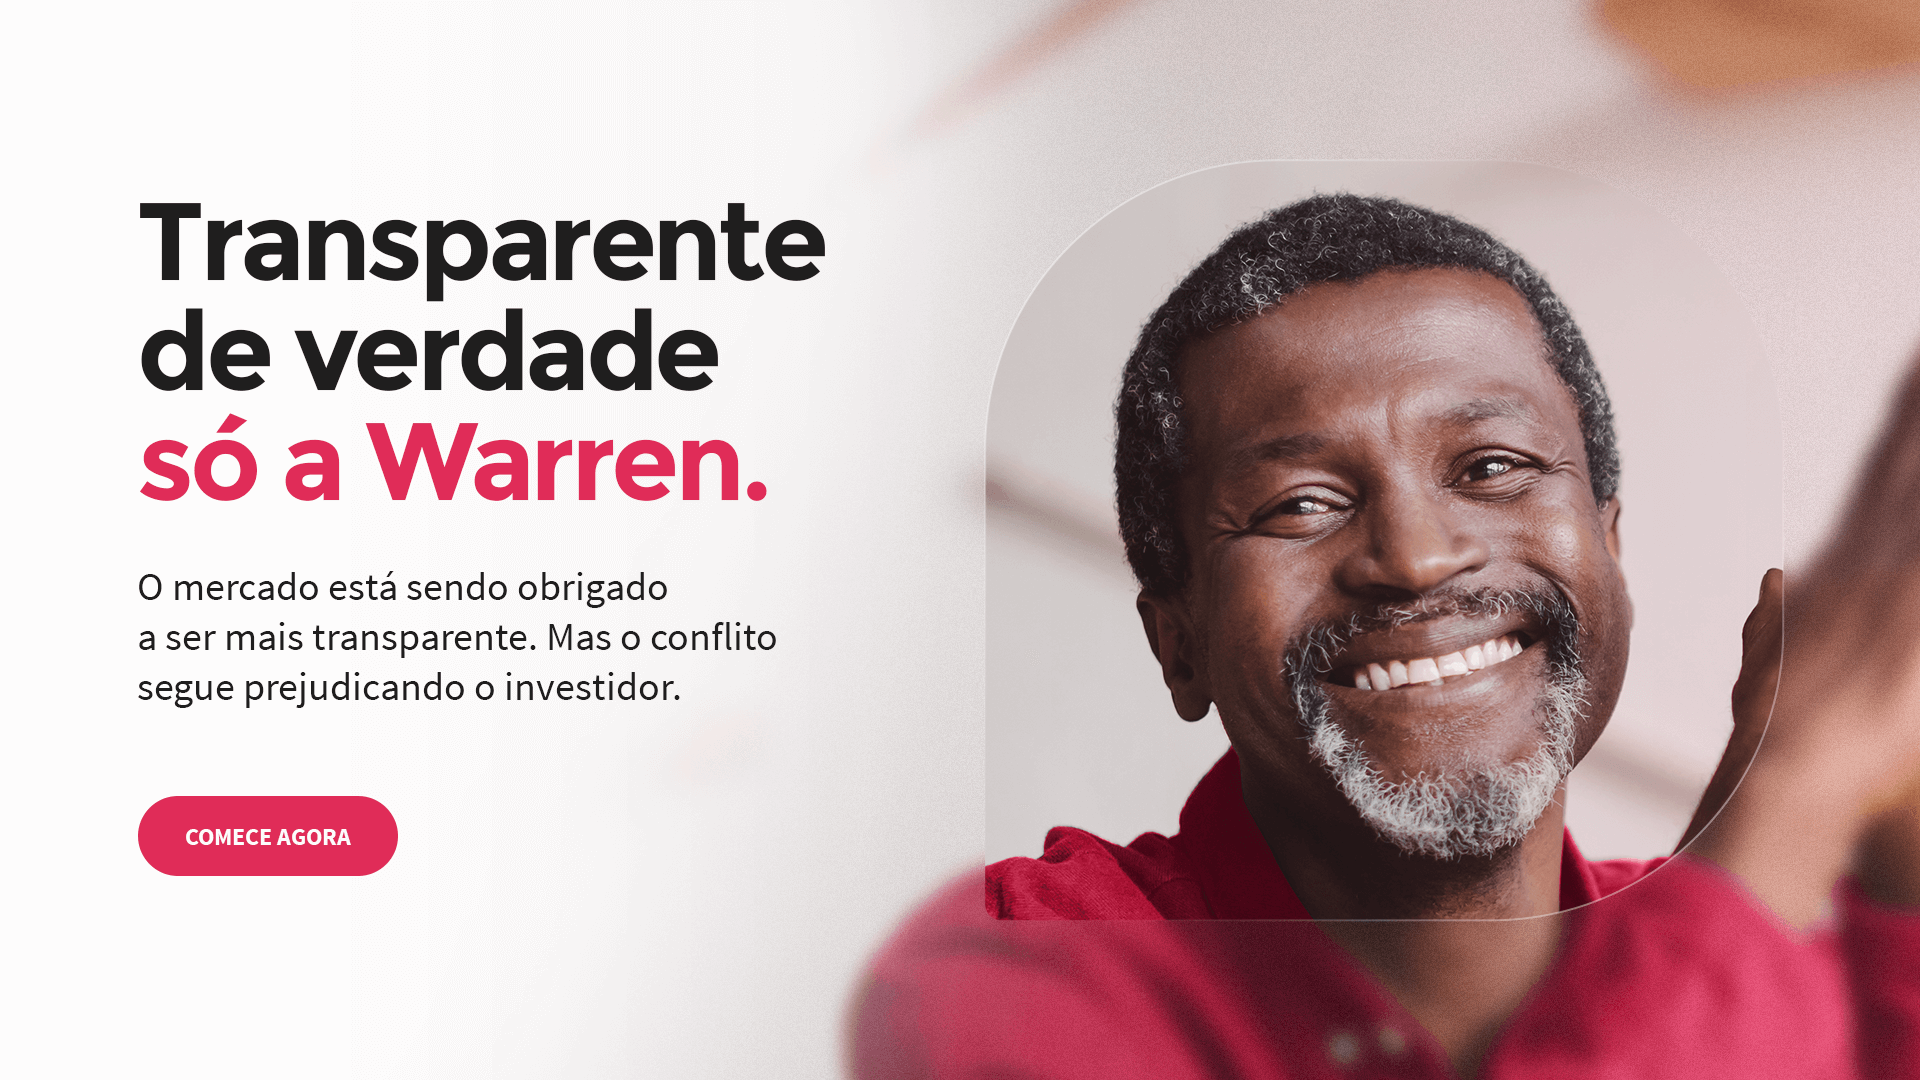 Transparente
de verdade
só a Warren.
O mercado está sendo obrigado
a ser mais transparente. Mas o conflito
segue prejudicando o investidor.
COMECE AGORA